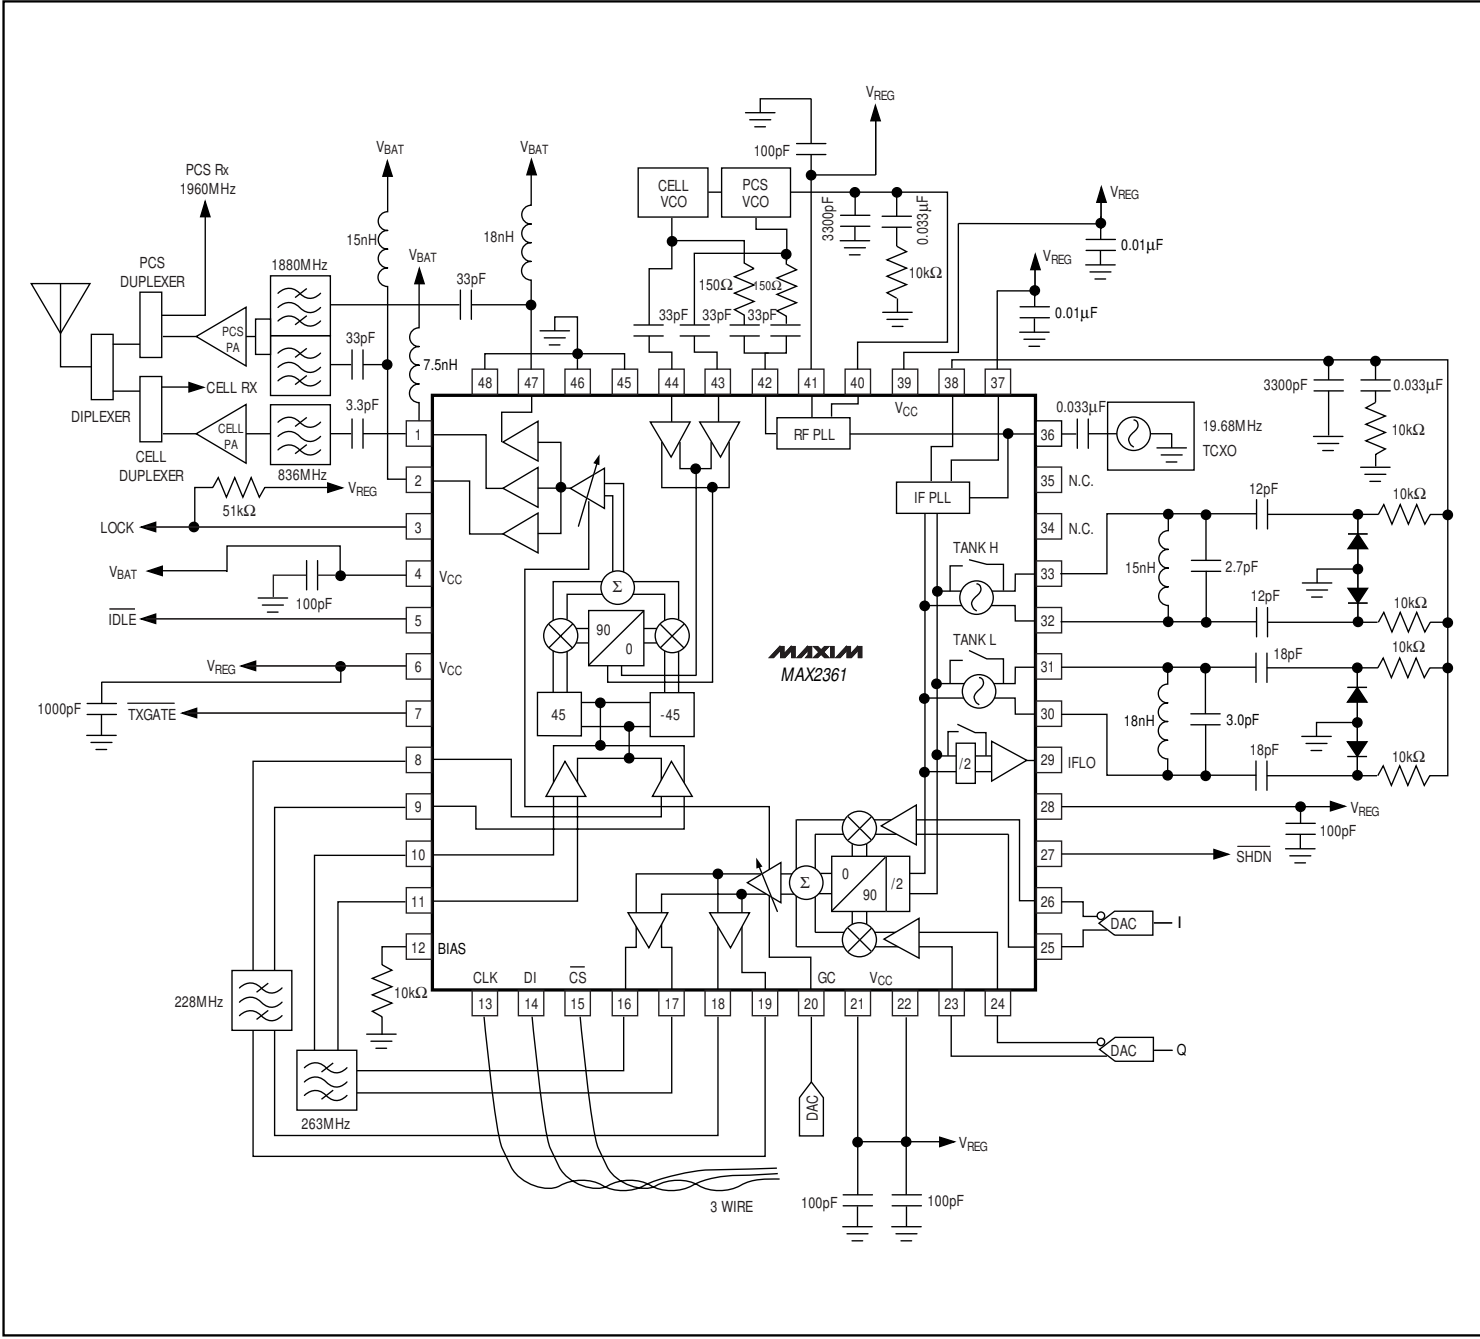 VREG
100pF
VBAT
VBAT
PCS Rx
1960MHz
CELL
VCO
PCS
VCO
VREG
3300pF
0.033µF
15nH
18nH
0.01µF
VBAT
VREG
PCS
DUPLEXER
1880MHz
33pF
150Ω
150Ω
10kΩ
0.01µF
PCS
PA
33pF
33pF
33pF
33pF
7.5nH
CELL RX
DIPLEXER
3.3pF
48
47
46
45
44
43
42
41
40
39
38
37
3300pF
0.033µF
VCC
CELL
PA
CELL
DUPLEXER
836MHz
1
RF PLL
36
0.033µF
19.68MHz
TCXO
10kΩ
51kΩ
VREG
2
IF PLL
35
N.C.
12pF
10kΩ
LOCK
3
34
N.C.
TANK H
VBAT
4
VCC
100pF
33
15nH
2.7pF
Σ
12pF
10kΩ
IDLE
5
90
0
32
TANK L
10kΩ
MAXIM
MAX2361
VREG
6
VCC
31
18pF
1000pF
TXGATE
7
45
-45
30
18nH
3.0pF
18pF
10kΩ
8
/2
29
IFLO
9
28
VREG
100pF
10
27
SHDN
0
90
/2
Σ
11
26
DAC
I
12
BIAS
25
10kΩ
CLK
DI
CS
GC
VCC
228MHz
13
14
15
16
17
18
19
20
21
22
23
24
DAC
Q
263MHz
DAC
VREG
100pF
100pF
3 WIRE